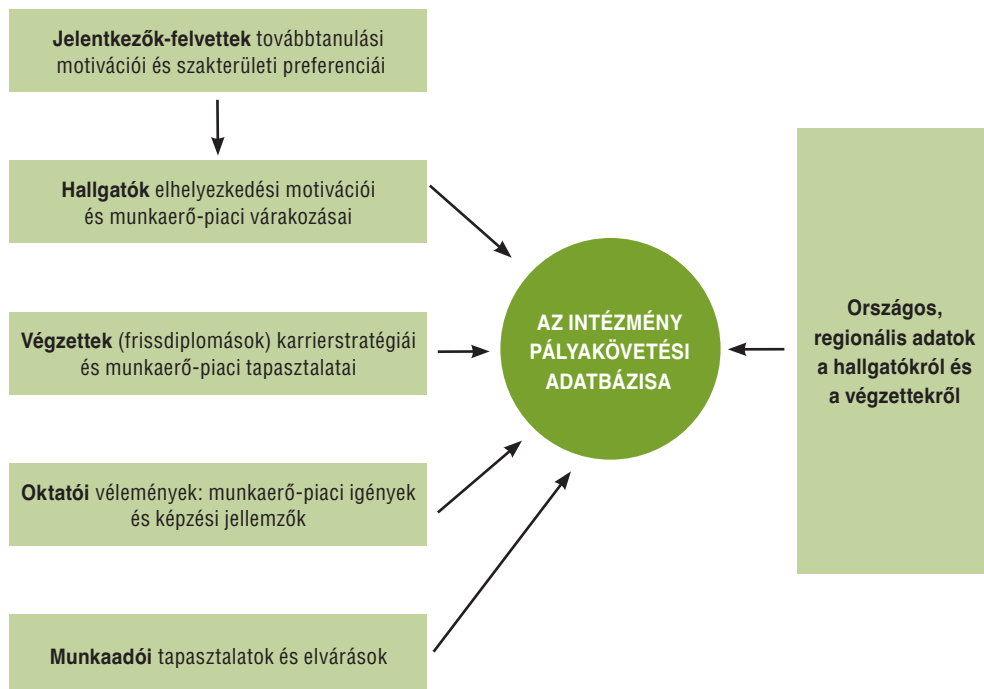 Jelentkezők-felvettek továbbtanulási
motivációi és szakterületi preferenciái
Hallgatók elhelyezkedési motivációi
és munkaerő-piaci várakozásai
Végzettek (frissdiplomások) karrierstratégiái
és munkaerő-piaci tapasztalatai
Oktatói vélemények: munkaerő-piaci igények
és képzési jellemzők
Munkaadói tapasztalatok és elvárások
AZ INTÉZMÉNY
PÁLYAKÖVETÉSI
ADATBÁZISA
Országos,
regionális adatok
a hallgatókról és
a végzettekről